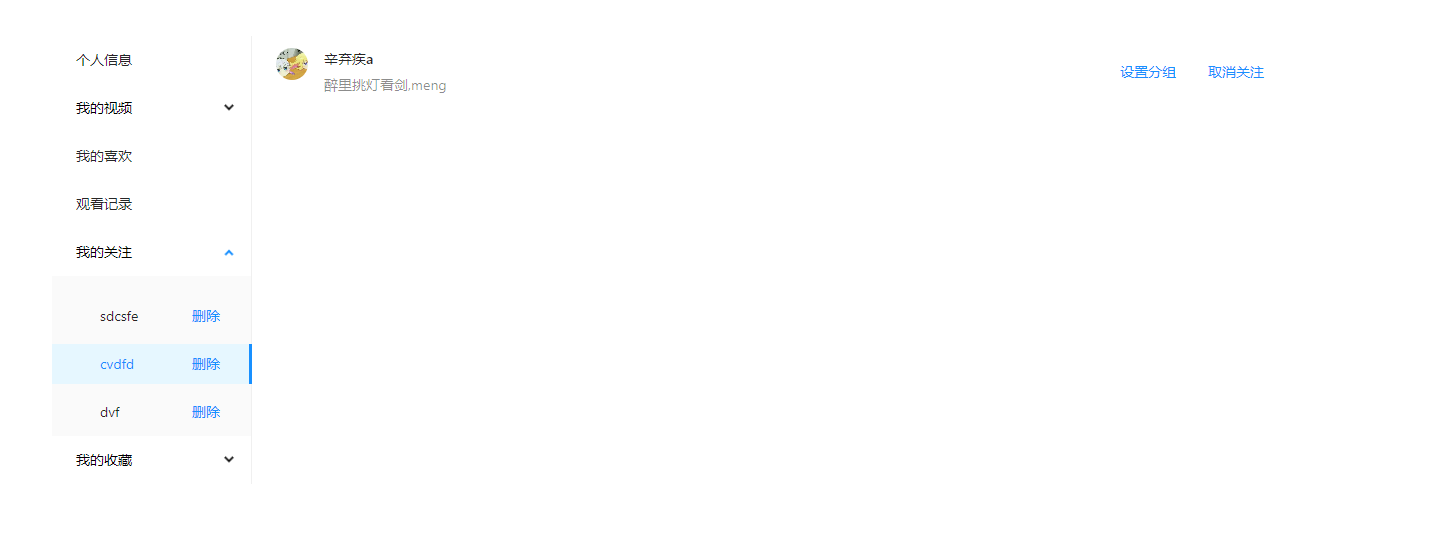 个人信息
我的视频
我的喜欢
观看记录
我的关注
sdcsfe 删除
cvdfd 删除
dvf 删除
我的收藏
辛弃疾a
醉里挑灯看剑,meng
设置分组 取消关注